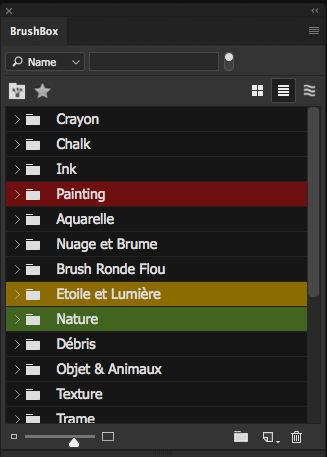 BrushBox
Name
Crayon
Chalk
Ink
Painting
Aquarelle
Nuage et Brume
Brush Ronde Flou
Etoile et Lumière
Nature
Débris
Objet & Animaux
Texture
Trame